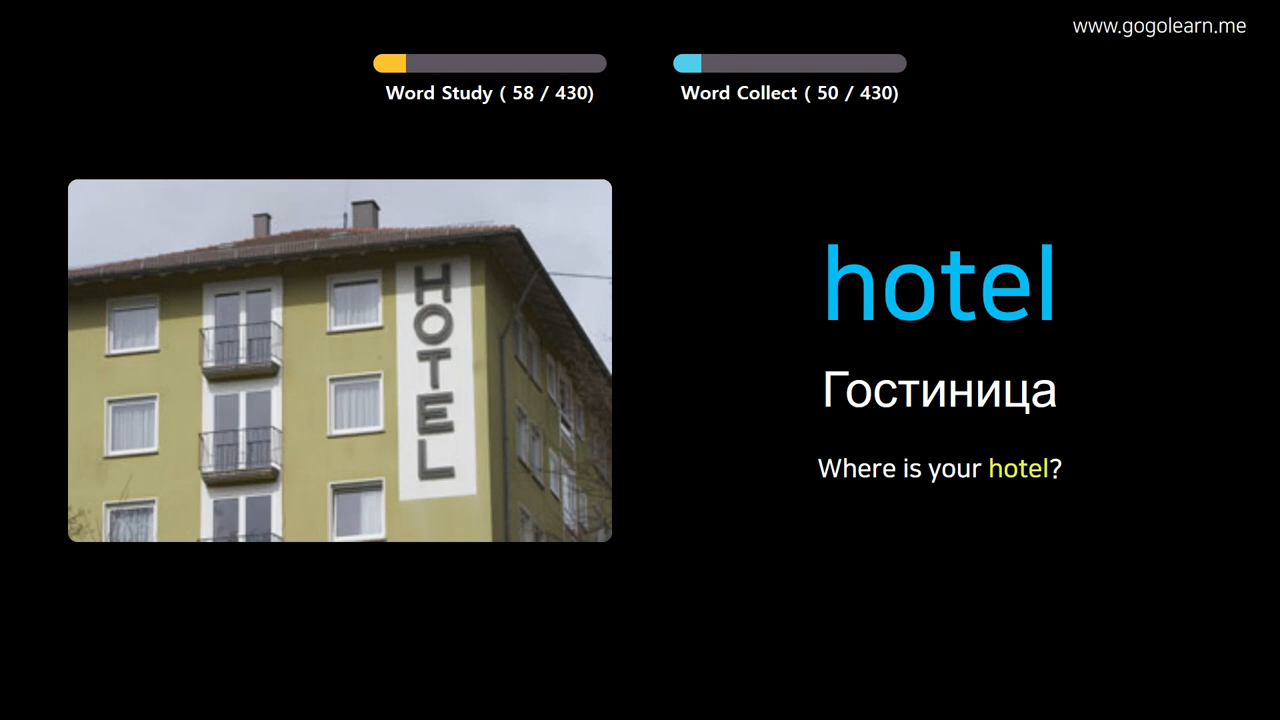 www.gogolearn.me
Word Study ( 58 / 430)
Word Collect ( 50 / 430)
HOTEL
hotel
Гостиница
Where is your hotel?